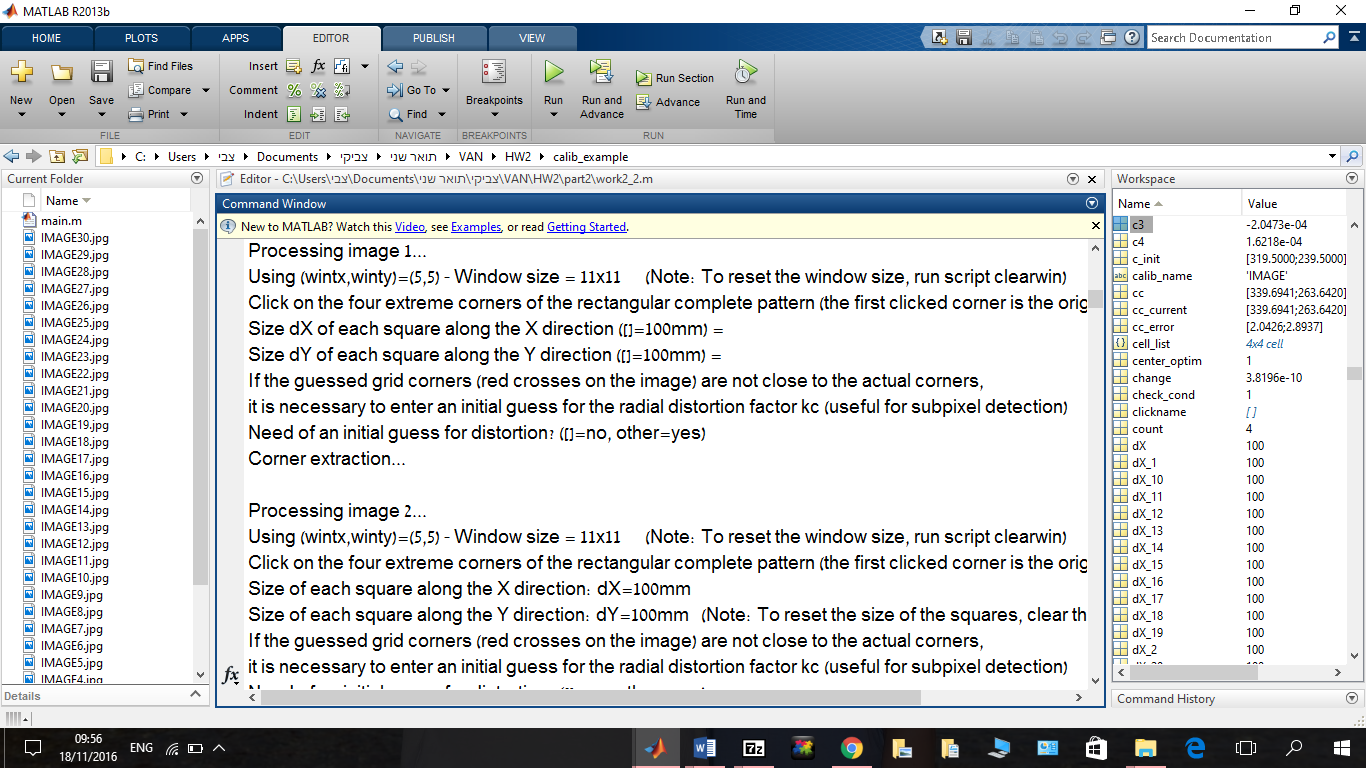 MATLAB R2013b
HOME PLOTS APPS EDITOR PUBLISH VIEW
Search Documentation
New Open Save
Find Files
Compare
Print
FILE
Insert
Comment
Indent
EDIT
Go To
Find
NAVIGATE
Breakpoints
BREAKPOINTS
Run
Run and Advance
Run Section
Advance
Run and Time
RUN
C: Users צבי Documents צביקי תואר שני VAN HW2 calib_example
Current Folder
Name
main.m
IMAGE30.jpg
IMAGE29.jpg
IMAGE28.jpg
IMAGE27.jpg
IMAGE26.jpg
IMAGE25.jpg
IMAGE24.jpg
IMAGE23.jpg
IMAGE22.jpg
IMAGE21.jpg
IMAGE20.jpg
IMAGE19.jpg
IMAGE18.jpg
IMAGE17.jpg
IMAGE16.jpg
IMAGE15.jpg
IMAGE14.jpg
IMAGE13.jpg
IMAGE12.jpg
IMAGE11.jpg
IMAGE10.jpg
IMAGE9.jpg
IMAGE8.jpg
IMAGE7.jpg
IMAGE6.jpg
IMAGE5.jpg
IMAGE4.jpg
Details
Editor - C:\Users\צבי\Documents\צביקי\תואר שני\VAN\HW2\part2\work2_2.m
Command Window
New to MATLAB? Watch this Video, see Examples, or read Getting Started.
Processing image 1...
Using (wintx,winty)=(5,5) - Window size = 11x11 (Note: To reset the window size, run script clearwin)
Click on the four extreme corners of the rectangular complete pattern (the first clicked corner is the orig
Size dX of each square along the X direction ([]=100mm) =
Size dY of each square along the Y direction ([]=100mm) =
If the guessed grid corners (red crosses on the image) are not close to the actual corners,
it is necessary to enter an initial guess for the radial distortion factor kc (useful for subpixel detection)
Need of an initial guess for distortion? ([]=no, other=yes)
Corner extraction...
Processing image 2...
Using (wintx,winty)=(5,5) - Window size = 11x11 (Note: To reset the window size, run script clearwin)
Click on the four extreme corners of the rectangular complete pattern (the first clicked corner is the orig
Size of each square along the X direction: dX=100mm
Size of each square along the Y direction: dY=100mm (Note: To reset the size of the squares, clear th
If the guessed grid corners (red crosses on the image) are not close to the actual corners,
it is necessary to enter an initial guess for the radial distortion factor kc (useful for subpixel detection)
fx
Workspace
Name Value
c3 -2.0473e-04
c4 1.6218e-04
c_init [319.5000;239.5000]
calib_name 'IMAGE'
cc [339.6941;263.6420]
cc_current [339.6941;263.6420]
cc_error [2.0426;2.8937]
cell_list 4x4 cell
center_optim 1
change 3.8196e-10
check_cond 1
clickname []
count 4
dX 100
dX_1 100
dX_10 100
dX_11 100
dX_12 100
dX_13 100
dX_14 100
dX_15 100
dX_16 100
dX_17 100
dX_18 100
dX_19 100
dX_2 100
Command History
09:56
18/11/2016
ENG